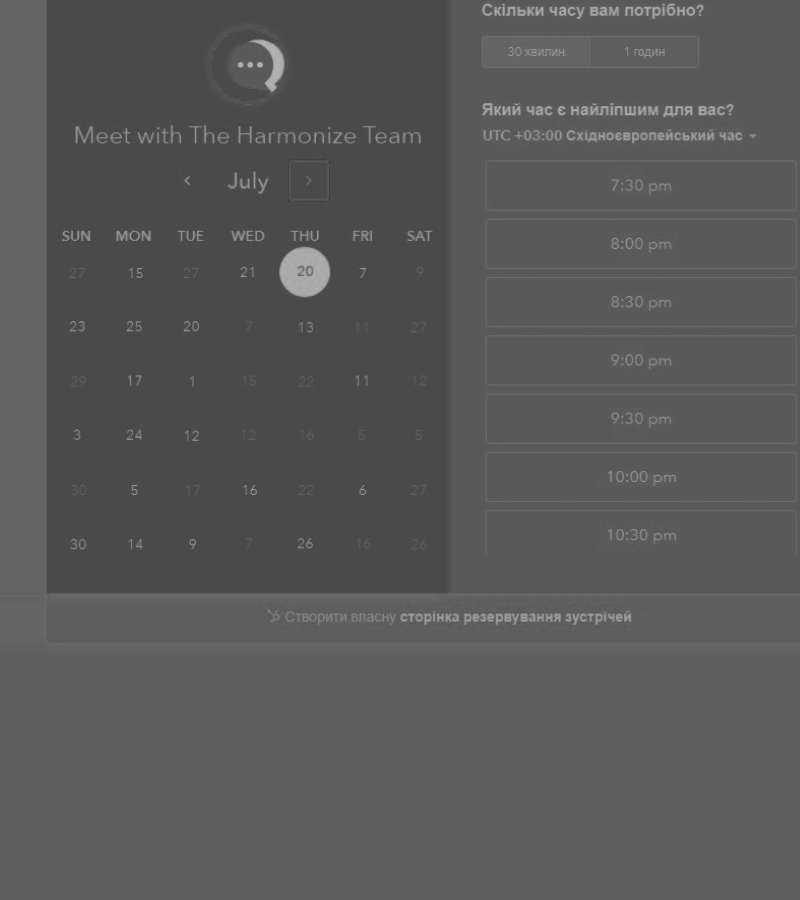 Meet with The Harmonize Team
July
SUN MON TUE WED THU FRI SAT
27 15 27 21 20 7 9
23 25 20 7 13 11 27
29 17 1 15 22 11 12
3 24 12 12 16 5 5
30 5 17 16 22 6 27
30 14 9 7 26 16 26
Скільки часу вам потрібно?
30 хвилин 1 годин
Який час є найліпшим для вас?
UTC +03:00 Східноєвропейський час
7:30 pm
8:00 pm
8:30 pm
9:00 pm
9:30 pm
10:00 pm
10:30 pm
Створити власну сторінка резервування зустрічей